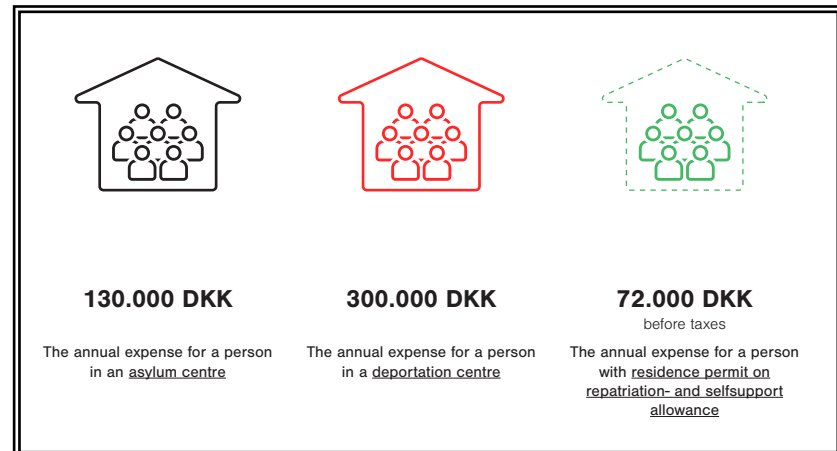 130.000 DKK
The annual expense for a person
in an asylum centre
300.000 DKK
The annual expense for a person
in a deportation centre
72.000 DKK
before taxes
The annual expense for a person
with residence permit on
repatriation- and selfsupport
allowance